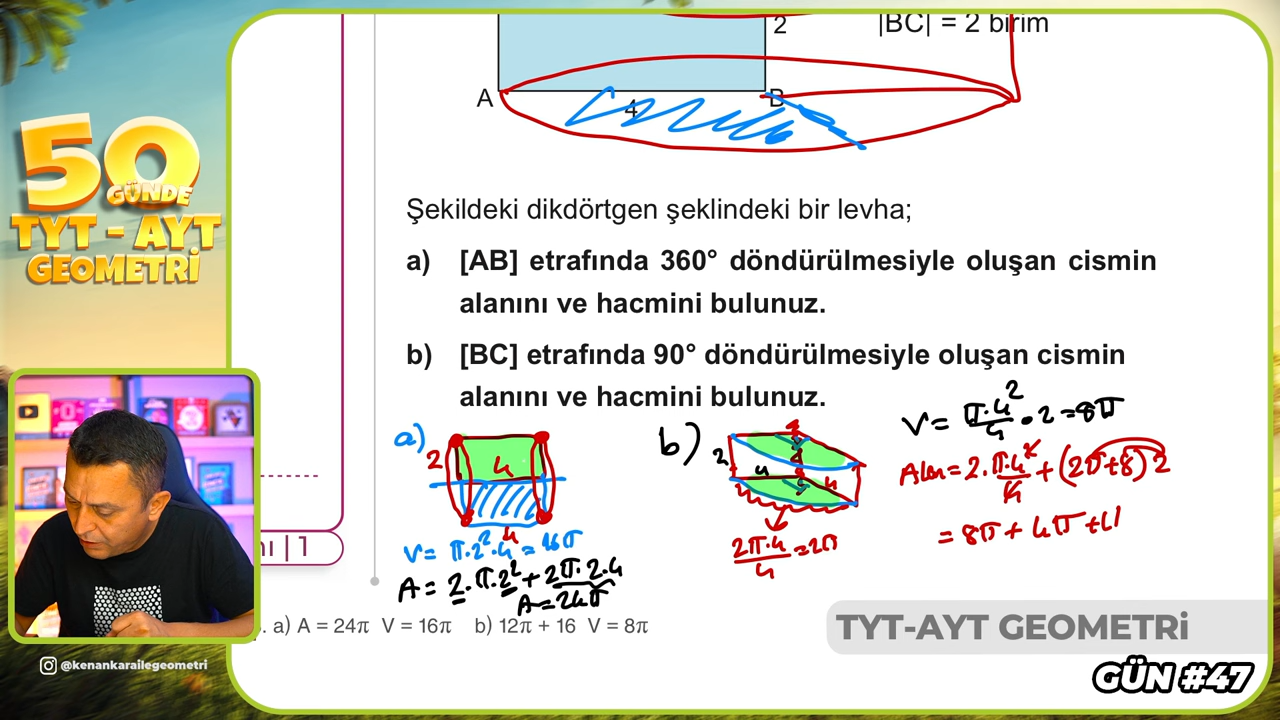 50
GÜNDE
TYT - AYT
GEOMETRİ
2
|BC| = 2 birim
A
4
B
Şekildeki dikdörtgen şeklindeki bir levha;
a) [AB] etrafında 360° döndürülmesiyle oluşan cismin
alanını ve hacmini bulunuz.
b) [BC] etrafında 90° döndürülmesiyle oluşan cismin
alanını ve hacmini bulunuz.
a)
2
4
4
V = π.2².4 = 16π
A = 2.π.2² + 2π.2.4
A = 24π
b)
2
4
4
2π.4/4 = 2π
V = π.4²/4 . 2 = 8π
Alan = 2.π.4²/4 + (2π+8)2
= 8π + 4π +
ı | 1
a) A = 24π V = 16π b) 12π + 16 V = 8π
TYT-AYT GEOMETRİ
GÜN #47
@kenankarailegeometri